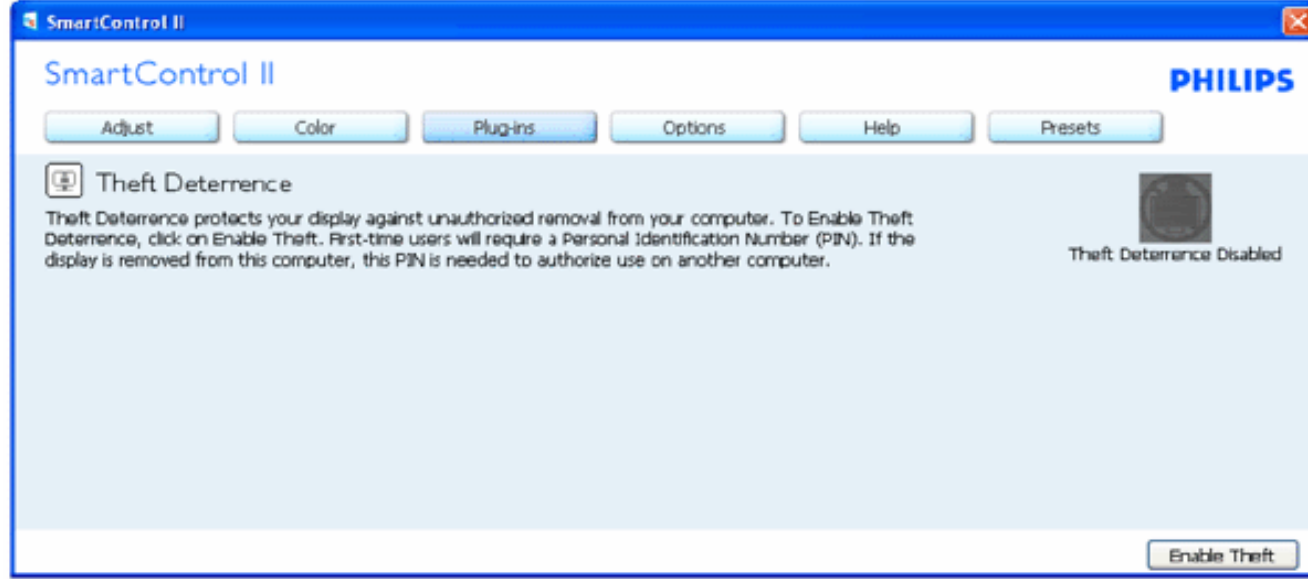 SmartControl II
SmartControl II
PHILIPS
Adjust Color Plug-ins Options Help Presets
Theft Deterrence
Theft Deterrence protects your display against unauthorized removal from your computer. To Enable Theft
Deterrence, click on Enable Theft. First-time users will require a Personal Identification Number (PIN). If the
display is removed from this computer, this PIN is needed to authorize use on another computer.
Theft Deterrence Disabled
Enable Theft